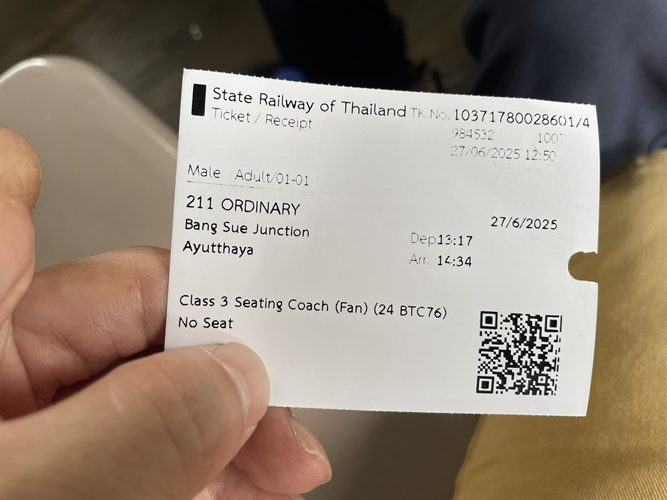 State Railway of Thailand Tk. No. 10371780028601/4
Ticket / Receipt
984532 100
27/06/2025 12:50
Male Adult/01-01
211 ORDINARY
27/6/2025
Bang Sue Junction
Dep 13:17
Ayutthaya
Arr. 14:34
Class 3 Seating Coach (Fan) (24 BTC76)
No Seat